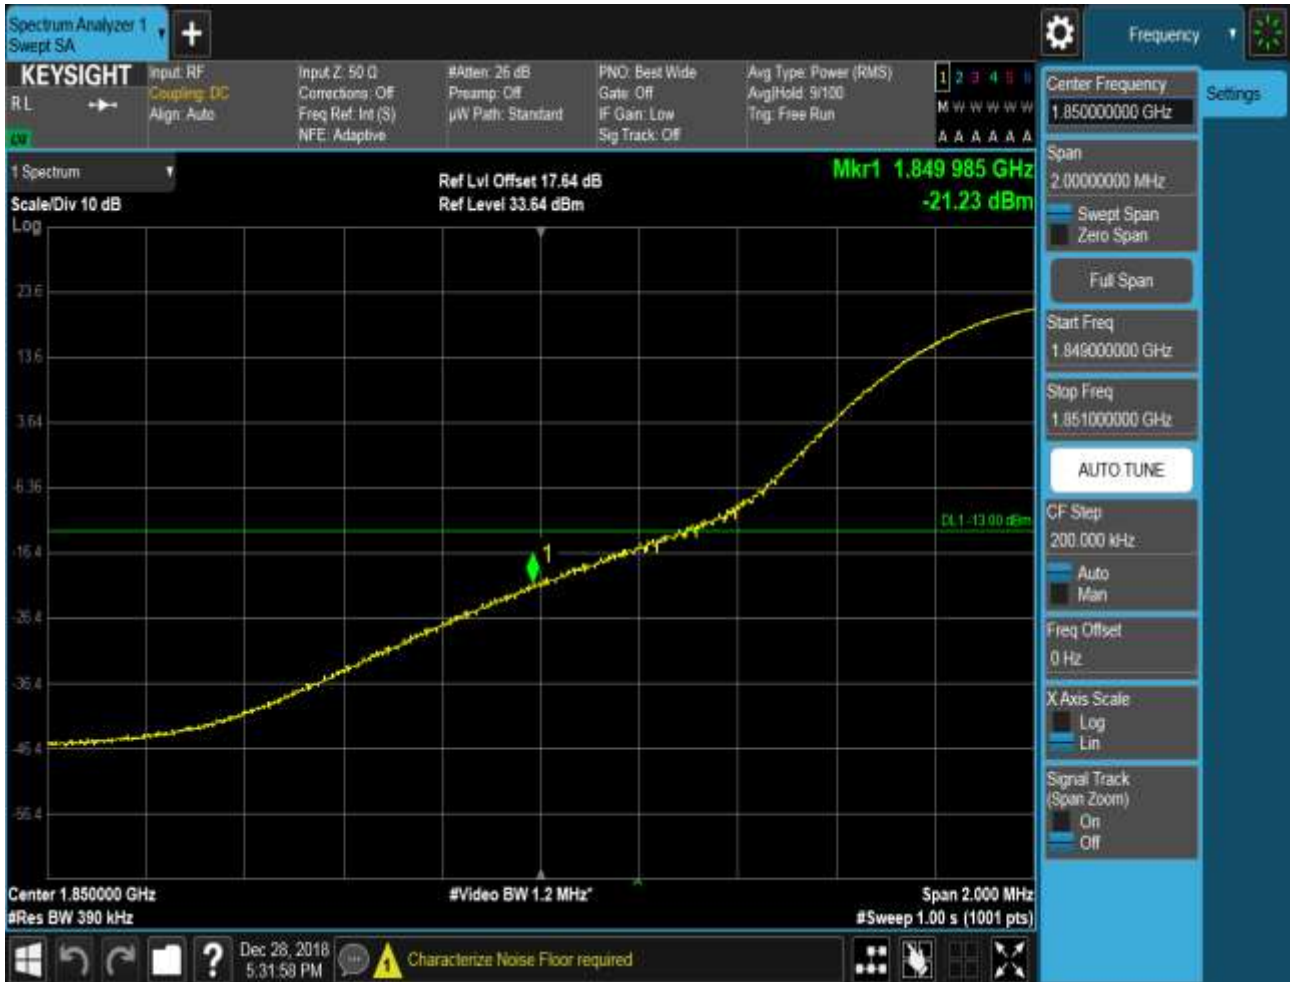 Spectrum Analyzer 1
Swept SA
Frequency
KEYSIGHT
RL
Input: RF
Coupling: DC
Align: Auto
Input Z: 50 Ω
Corrections: Off
Freq Ref: Int (S)
NFE: Adaptive
#Atten: 26 dB
Preamp: Off
µW Path: Standard
PNO: Best Wide
Gate: Off
IF Gain: Low
Sig Track: Off
Avg Type: Power (RMS)
Avg|Hold: 9/100
Trig: Free Run
1 2 3 4 5 6
M W W W W W
A A A A A A
Center Frequency
1.850000000 GHz
Settings
Span
2.00000000 MHz
Swept Span
Zero Span
Full Span
Start Freq
1.849000000 GHz
Stop Freq
1.851000000 GHz
AUTO TUNE
CF Step
200.000 kHz
Auto
Man
Freq Offset
0 Hz
X Axis Scale
Log
Lin
Signal Track
(Span Zoom)
On
Off
1 Spectrum
Scale/Div 10 dB
Log
Ref Lvl Offset 17.64 dB
Ref Level 33.64 dBm
Mkr1 1.849 985 GHz
-21.23 dBm
23.6
13.6
3.64
-6.36
DL1 -13.00 dBm
-16.4
1
-26.4
-36.4
-46.4
-56.4
Center 1.850000 GHz
#Video BW 1.2 MHz*
Span 2.000 MHz
#Res BW 390 kHz
#Sweep 1.00 s (1001 pts)
?
Dec 28, 2018
5:31:58 PM
1
Characterize Noise Floor required